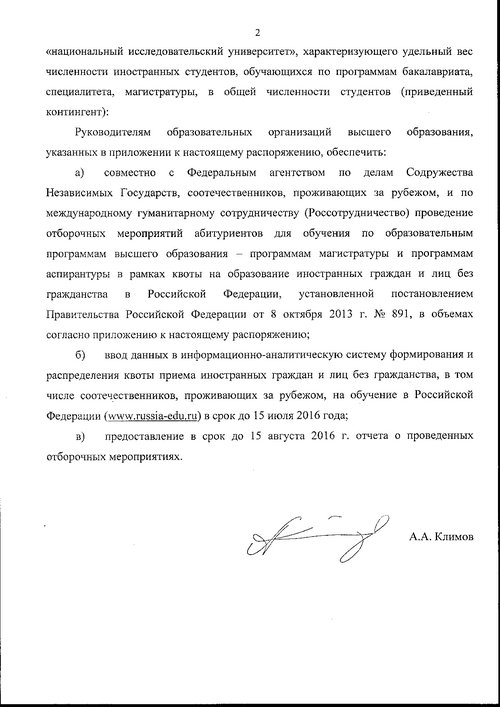 2
«национальный исследовательский университет», характеризующего удельный вес
численности иностранных студентов, обучающихся по программам бакалавриата,
специалитета, магистратуры, в общей численности студентов (приведенный
контингент):
Руководителям образовательных организаций высшего образования,
указанных в приложении к настоящему распоряжению, обеспечить:
а) совместно с Федеральным агентством по делам Содружества
Независимых Государств, соотечественников, проживающих за рубежом, и по
международному гуманитарному сотрудничеству (Россотрудничество) проведение
отборочных мероприятий абитуриентов для обучения по образовательным
программам высшего образования – программам магистратуры и программам
аспирантуры в рамках квоты на образование иностранных граждан и лиц без
гражданства в Российской Федерации, установленной постановлением
Правительства Российской Федерации от 8 октября 2013 г. № 891, в объемах
согласно приложению к настоящему распоряжению;
б) ввод данных в информационно-аналитическую систему формирования и
распределения квоты приема иностранных граждан и лиц без гражданства, в том
числе соотечественников, проживающих за рубежом, на обучение в Российской
Федерации (www.russia-edu.ru) в срок до 15 июля 2016 года;
в) предоставление в срок до 15 августа 2016 г. отчета о проведенных
отборочных мероприятиях.
А.А. Климов